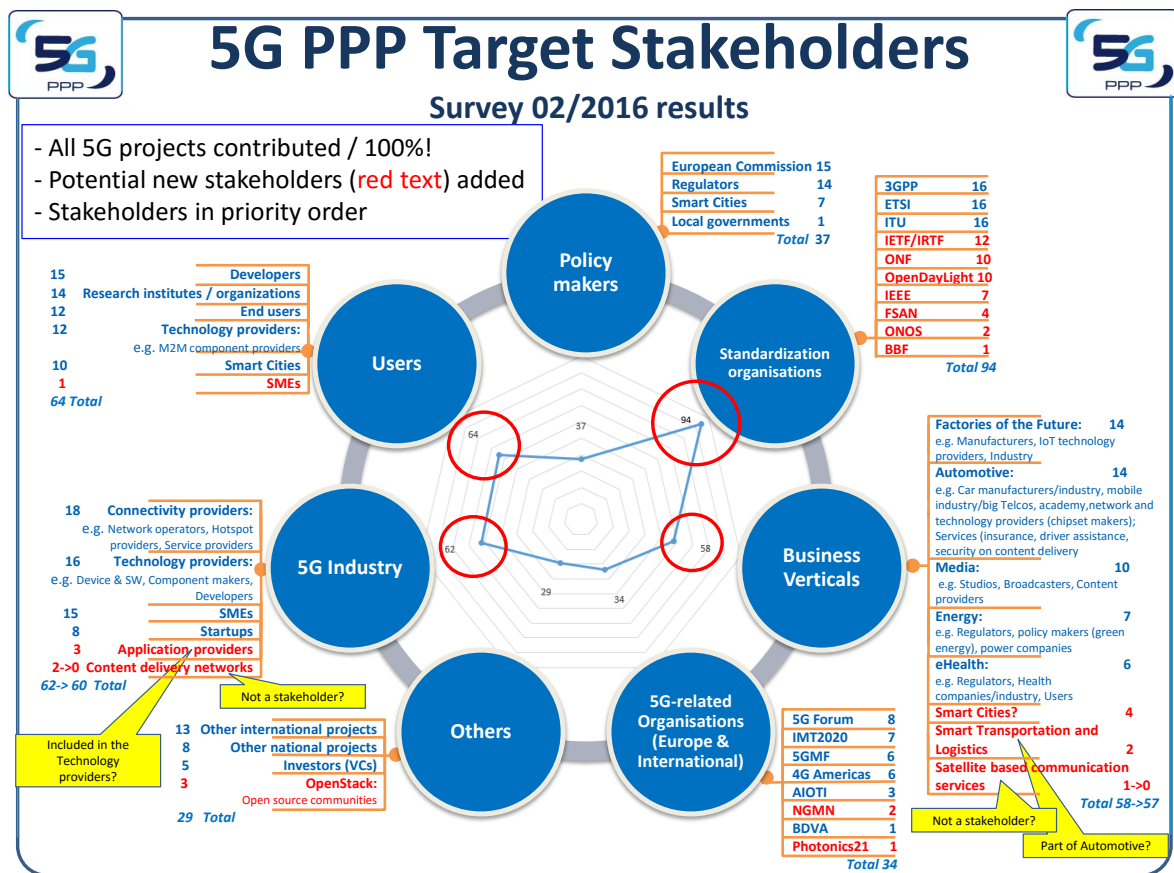 5G
PPP
5G PPP Target Stakeholders
5G
PPP
Survey 02/2016 results
- All 5G projects contributed / 100%!
- Potential new stakeholders (red text) added
- Stakeholders in priority order
European Commission 15
Regulators 14
Smart Cities 7
Local governments 1
Total 37
3GPP 16
ETSI 16
ITU 16
IETF/IRTF 12
ONF 10
OpenDayLight 10
IEEE 7
FSAN 4
ONOS 2
BBF 1
Total 94
15 Developers
14 Research institutes / organizations
12 End users
12 Technology providers:
e.g. M2M component providers
10 Smart Cities
1 SMEs
64 Total
Policy
makers
Users
Standardization
organisations
5G Industry
Business
Verticals
Others
5G-related
Organisations
(Europe &
International)
37
94
64
62
58
29
34
Factories of the Future: 14
e.g. Manufacturers, IoT technology
providers, Industry
Automotive: 14
e.g. Car manufacturers/industry, mobile
industry/big Telcos, academy,network and
technology providers (chipset makers);
Services (insurance, driver assistance,
security on content delivery
Media: 10
e.g. Studios, Broadcasters, Content
providers
Energy: 7
e.g. Regulators, policy makers (green
energy), power companies
eHealth: 6
e.g. Regulators, Health
companies/industry, Users
Smart Cities? 4
Smart Transportation and
Logistics 2
Satellite based communication
services 1->0
Total 58->57
Not a stakeholder?
Part of Automotive?
18 Connectivity providers:
e.g. Network operators, Hotspot
providers, Service providers
16 Technology providers:
e.g. Device & SW, Component makers,
Developers
15 SMEs
8 Startups
3 Application providers
2->0 Content delivery networks
62-> 60 Total
Not a stakeholder?
Included in the
Technology
providers?
13 Other international projects
8 Other national projects
5 Investors (VCs)
3 OpenStack:
Open source communities
29 Total
5G Forum 8
IMT2020 7
5GMF 6
4G Americas 6
AIOTI 3
NGMN 2
BDVA 1
Photonics21 1
Total 34